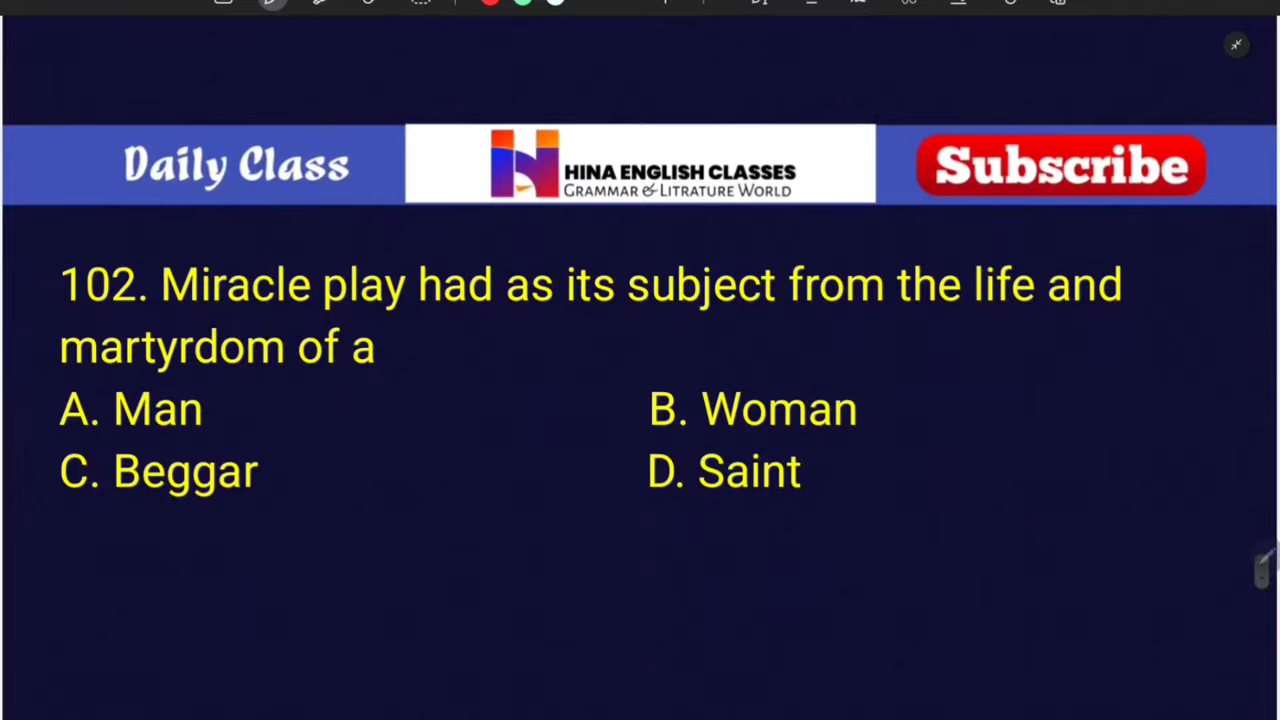 Daily Class
HINA ENGLISH CLASSES
GRAMMAR & LITRATURE WORLD
Subscribe
102. Miracle play had as its subject from the life and
martyrdom of a
A. Man
B. Woman
C. Beggar
D. Saint